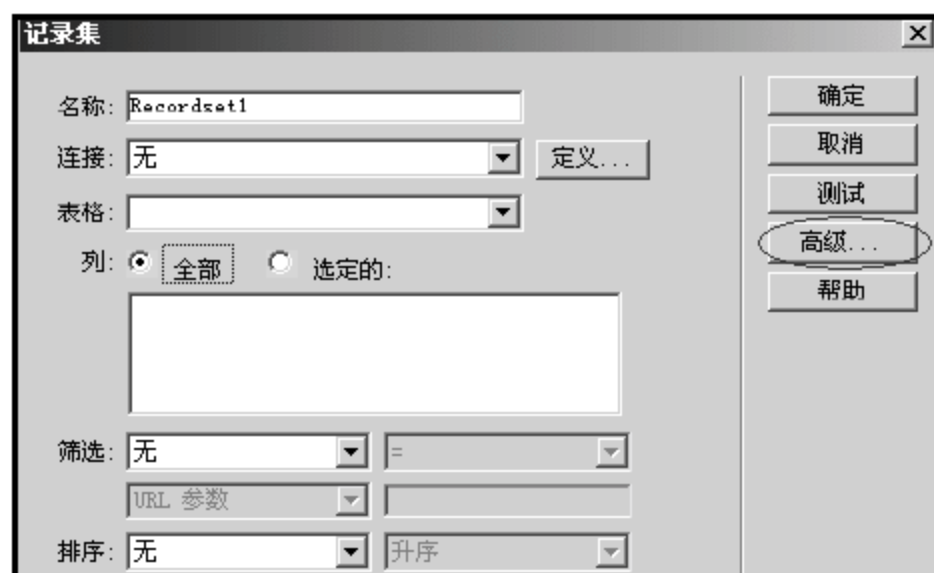 记录集
名称: Recordset1
连接: 无 定义...
表格:
列: 全部 选定的:
筛选: 无 =
URL 参数
排序: 无 升序
确定
取消
测试
高级...
帮助